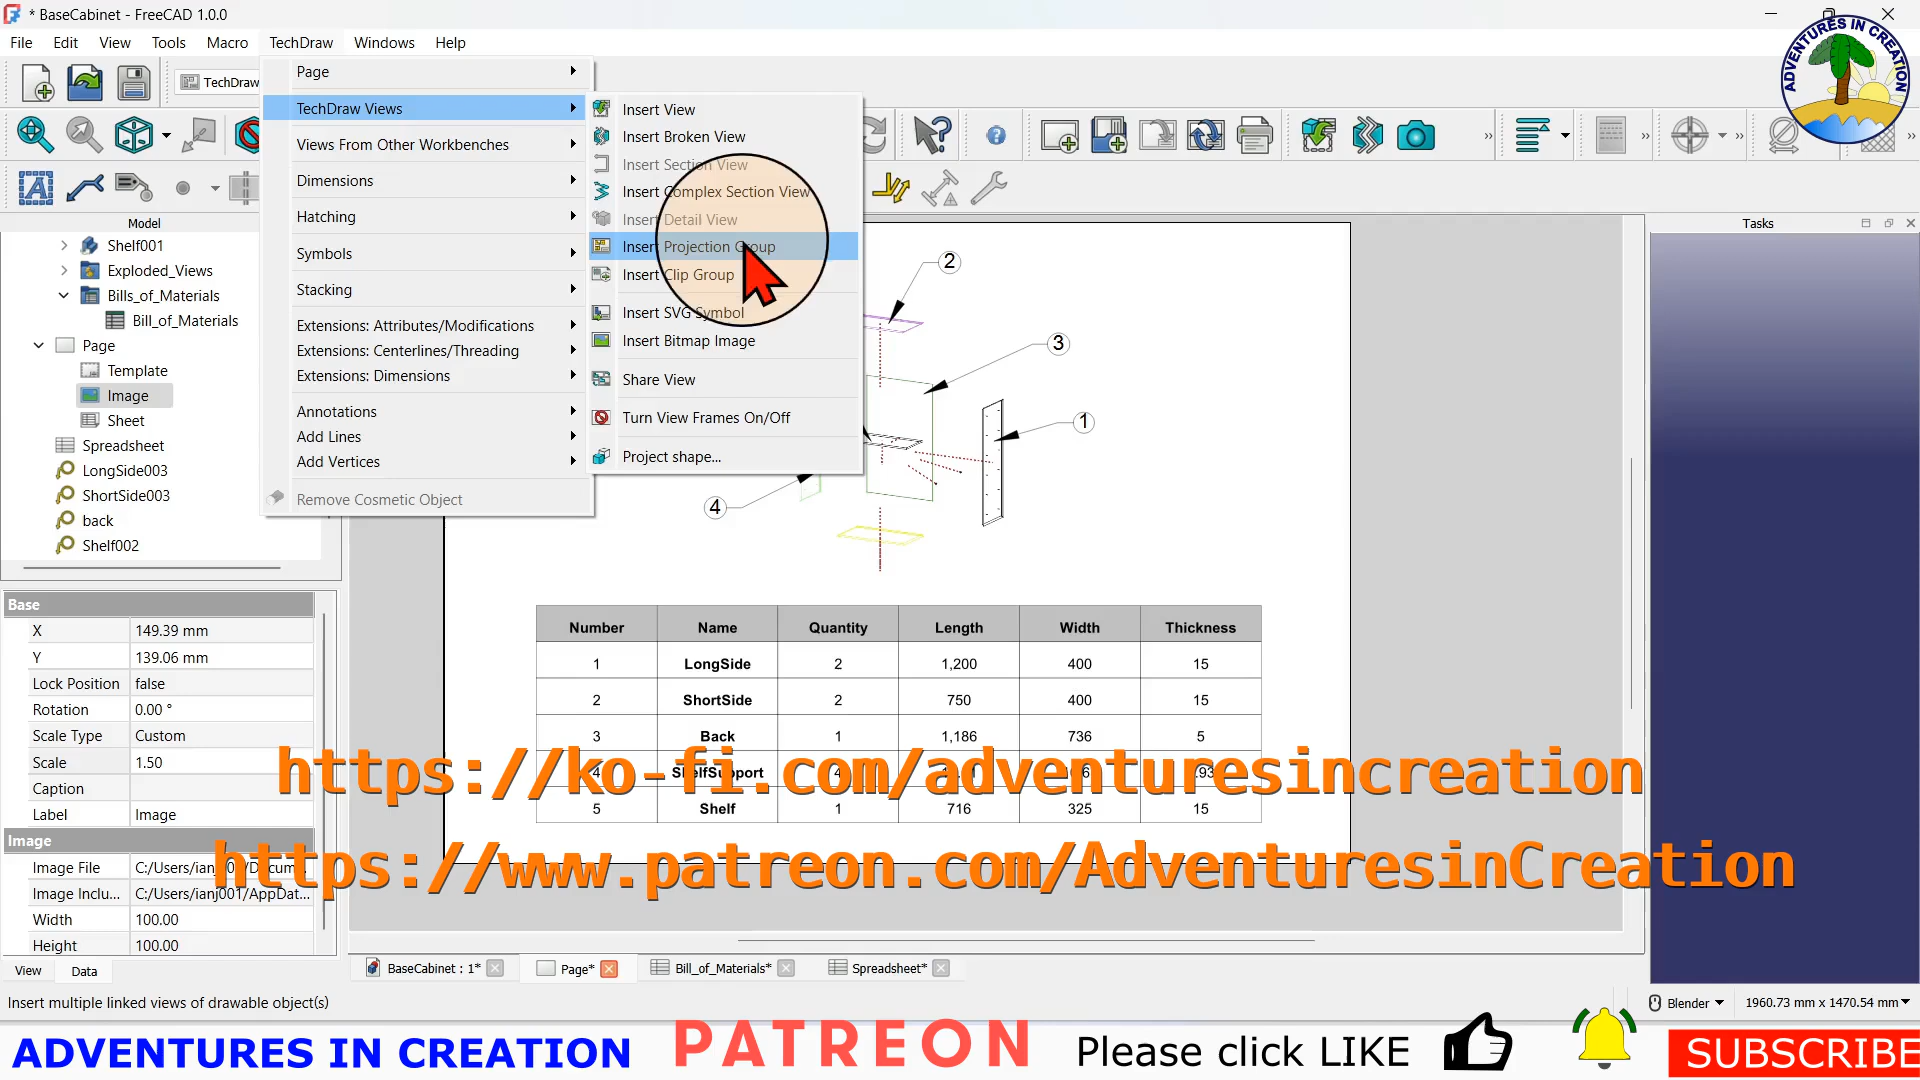 * BaseCabinet - FreeCAD 1.0.0
ADVENTURES IN CREATION
File Edit View Tools Macro TechDraw Windows Help
TechDraw
Page
TechDraw Views
Views From Other Workbenches
Dimensions
Hatching
Symbols
Stacking
Extensions: Attributes/Modifications
Extensions: Centerlines/Threading
Extensions: Dimensions
Annotations
Add Lines
Add Vertices
Remove Cosmetic Object
Insert View
Insert Broken View
Insert Section View
Insert Complex Section View
Insert Detail View
Insert Projection Group
Insert Clip Group
Insert SVG Symbol
Insert Bitmap Image
Share View
Turn View Frames On/Off
Project shape...
Model
Shelf001
Exploded_Views
Bills_of_Materials
Bill_of_Materials
Page
Template
Image
Sheet
Spreadsheet
LongSide003
ShortSide003
back
Shelf002
Tasks
2
3
1
4
Base
X 149.39 mm
Y 139.06 mm
Lock Position false
Rotation 0.00 °
Scale Type Custom
Scale 1.50
Caption
Label Image
Image
Image File C:/Users/ianj001/Docum...
Image Inclu... C:/Users/ianj001/AppDat...
Width 100.00
Height 100.00
View Data
Number Name Quantity Length Width Thickness
1 LongSide 2 1,200 400 15
2 ShortSide 2 750 400 15
3 Back 1 1,186 736 5
4 ShelfSupport 4
5 Shelf 1 716 325 15
https://ko-fi.com/adventuresincreation
https://www.patreon.com/AdventuresinCreation
BaseCabinet : 1* Page* Bill_of_Materials* Spreadsheet*
Insert multiple linked views of drawable object(s)
Blender 1960.73 mm x 1470.54 mm
ADVENTURES IN CREATION PATREON Please click LIKE SUBSCRIBE